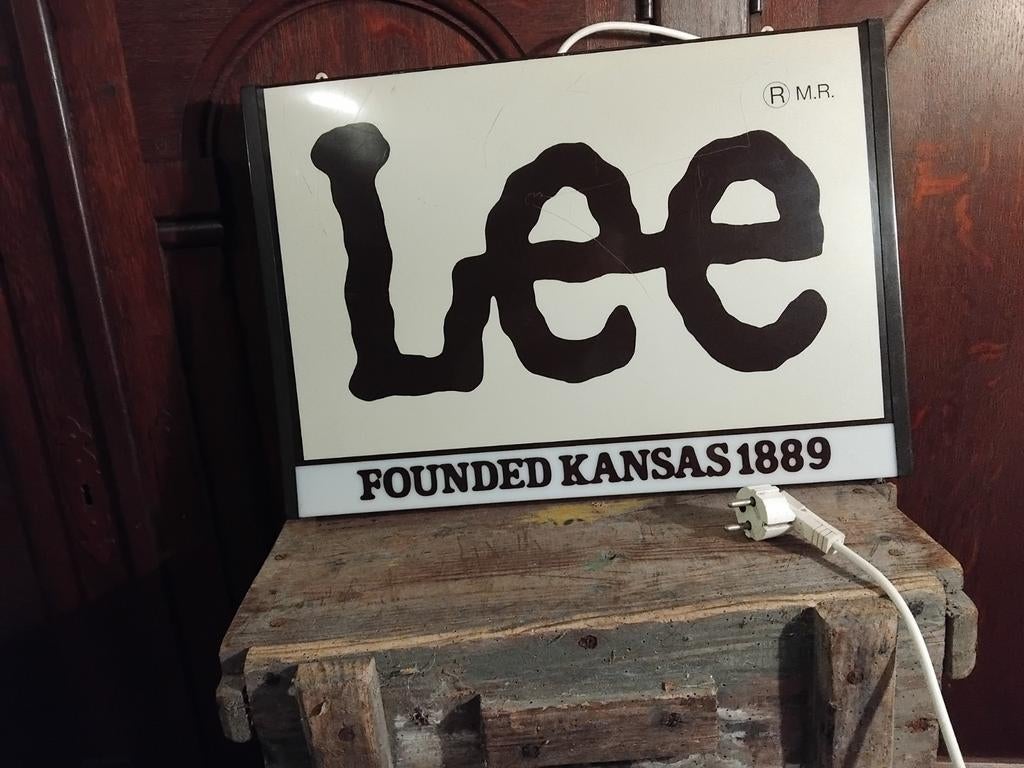 ® M.R.
Lee
FOUNDED KANSAS 1889